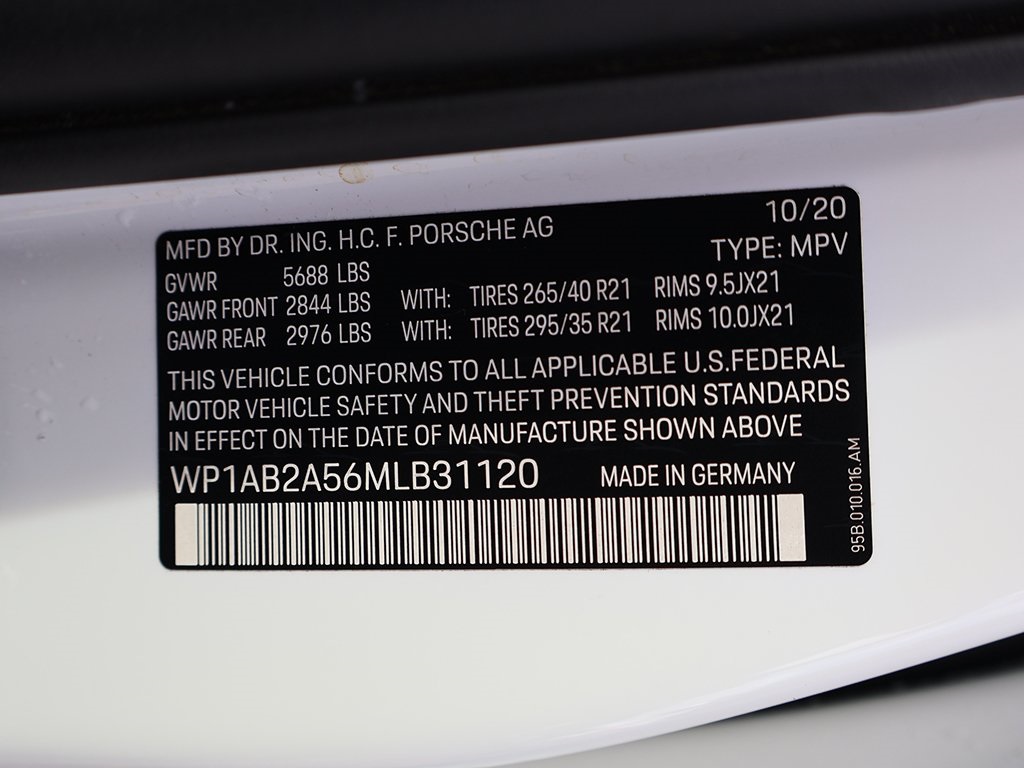 10/20
MFD BY DR. ING. H.C. F. PORSCHE AG
TYPE: MPV
GVWR 5688 LBS
GAWR FRONT 2844 LBS WITH: TIRES 265/40 R21 RIMS 9.5JX21
GAWR REAR 2976 LBS WITH: TIRES 295/35 R21 RIMS 10.0JX21
THIS VEHICLE CONFORMS TO ALL APPLICABLE U.S.FEDERAL
MOTOR VEHICLE SAFETY AND THEFT PREVENTION STANDARDS
IN EFFECT ON THE DATE OF MANUFACTURE SHOWN ABOVE
WP1AB2A56MLB31120 MADE IN GERMANY
95B.010.016.AM